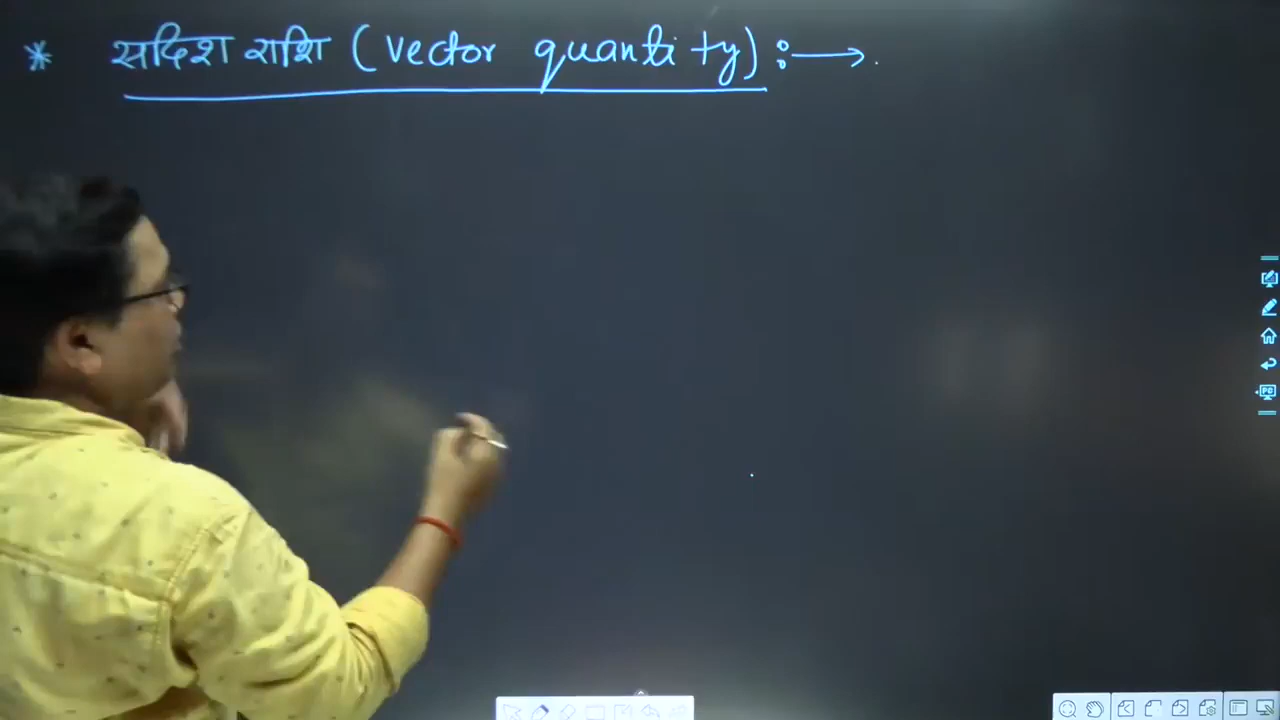 * सदिश राशि (vector quantity) :→